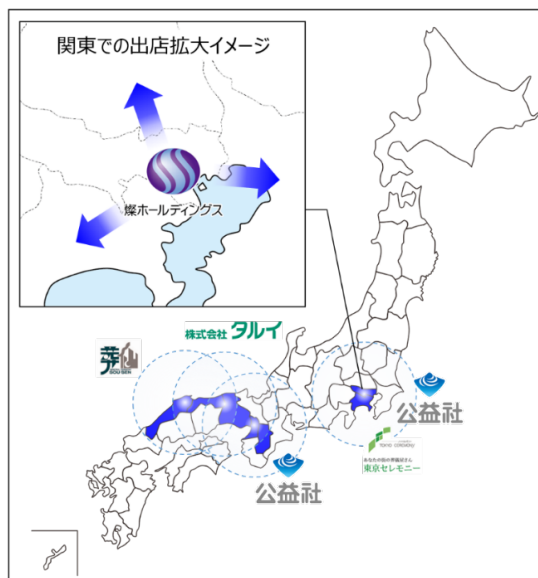 関東での出店拡大イメージ
燦ホールディングス
株式会社 タルイ
公益社
TOKYO CEREMONY
あなたの街の葬儀屋さん
東京セレモニー
公益社